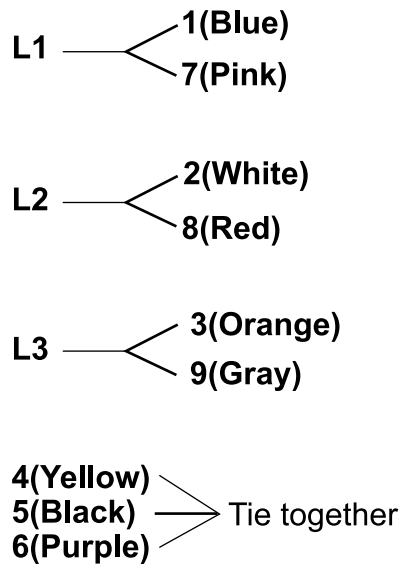 1(Blue)
L1
7(Pink)
2(White)
L2
8(Red)
3(Orange)
L3
9(Gray)
4(Yellow)
5(Black) Tie together
6(Purple)